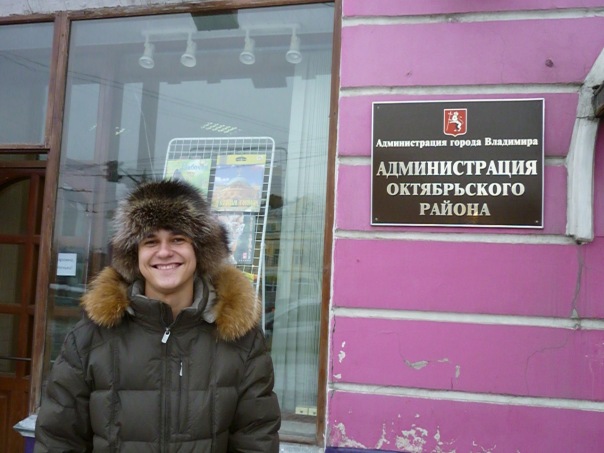 Администрация города Владимира
АДМИНИСТРАЦИЯ
ОКТЯБРЬСКОГО
РАЙОНА